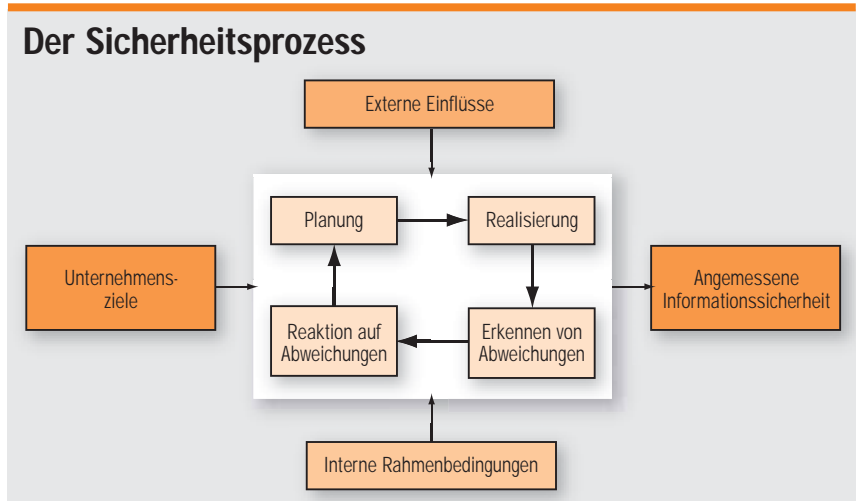 Der Sicherheitsprozess
Externe Einflüsse
Planung
Realisierung
Unternehmens-
ziele
Angemessene
Informationssicherheit
Reaktion auf
Abweichungen
Erkennen von
Abweichungen
Interne Rahmenbedingungen